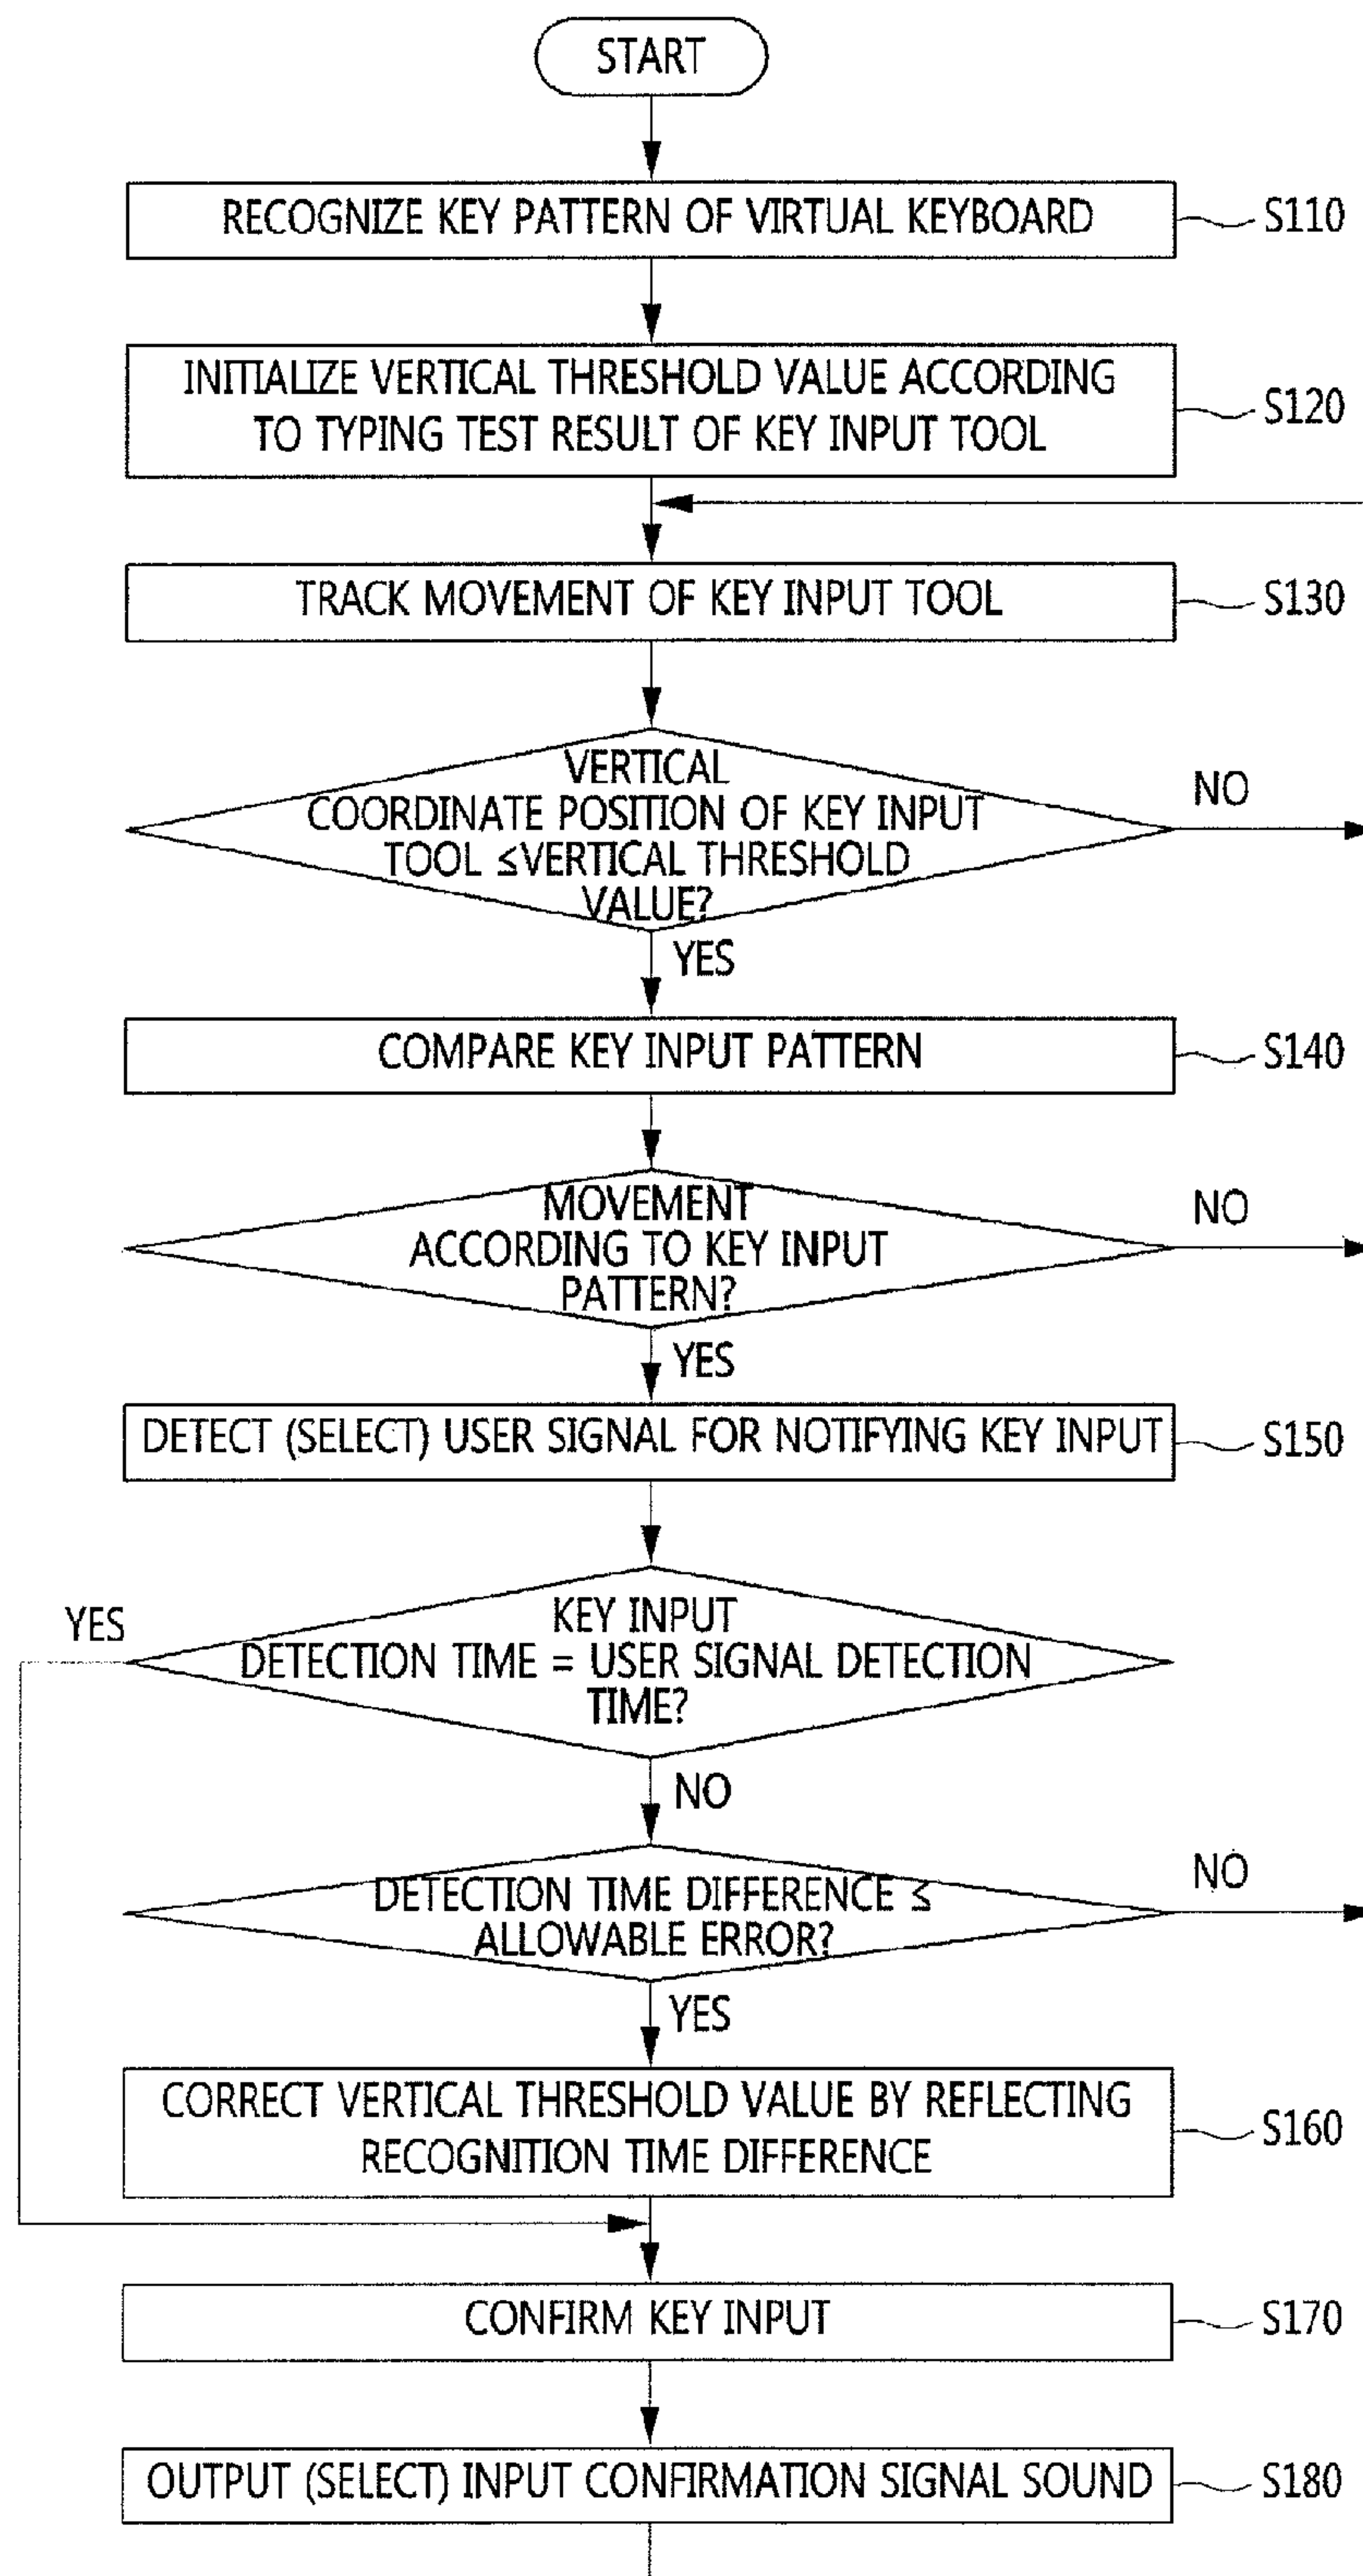 START
RECOGNIZE KEY PATTERN OF VIRTUAL KEYBOARD
S110
INITIALIZE VERTICAL THRESHOLD VALUE ACCORDING
TO TYPING TEST RESULT OF KEY INPUT TOOL
S120
TRACK MOVEMENT OF KEY INPUT TOOL
S130
VERTICAL
COORDINATE POSITION OF KEY INPUT
TOOL ≤VERTICAL THRESHOLD
VALUE?
NO
YES
COMPARE KEY INPUT PATTERN
S140
MOVEMENT
ACCORDING TO KEY INPUT
PATTERN?
NO
YES
DETECT (SELECT) USER SIGNAL FOR NOTIFYING KEY INPUT
S150
YES
KEY INPUT
DETECTION TIME = USER SIGNAL DETECTION
TIME?
NO
DETECTION TIME DIFFERENCE ≤
ALLOWABLE ERROR?
NO
YES
CORRECT VERTICAL THRESHOLD VALUE BY REFLECTING
RECOGNITION TIME DIFFERENCE
S160
CONFIRM KEY INPUT
S170
OUTPUT (SELECT) INPUT CONFIRMATION SIGNAL SOUND
S180